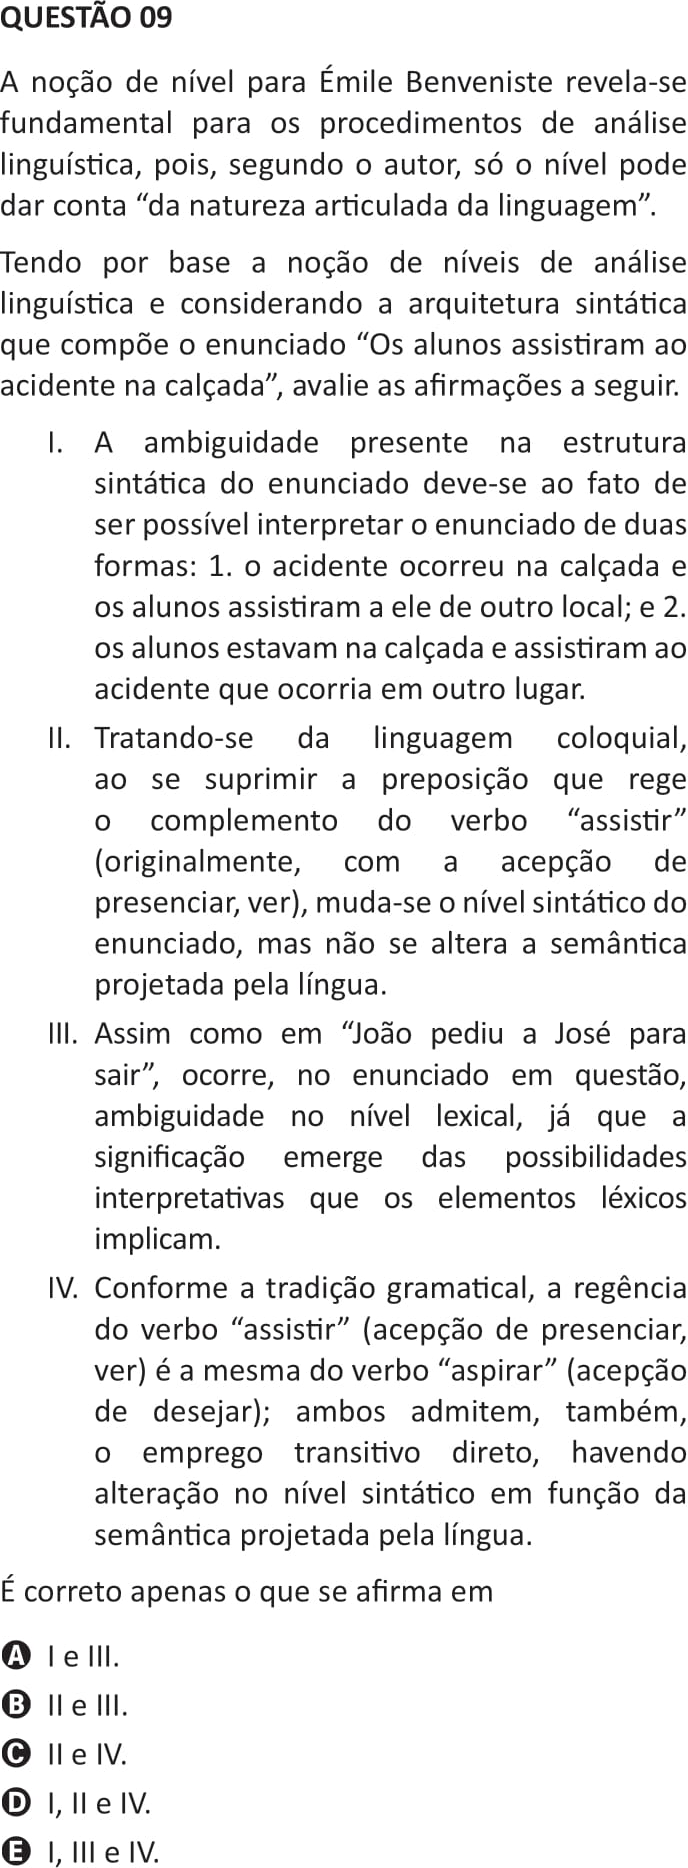 QUESTÃO 09
A noção de nível para Émile Benveniste revela-se
fundamental para os procedimentos de análise
linguística, pois, segundo o autor, só o nível pode
dar conta “da natureza articulada da linguagem”.
Tendo por base a noção de níveis de análise
linguística e considerando a arquitetura sintática
que compõe o enunciado “Os alunos assistiram ao
acidente na calçada”, avalie as afirmações a seguir.
I. A ambiguidade presente na estrutura
sintática do enunciado deve-se ao fato de
ser possível interpretar o enunciado de duas
formas: 1. o acidente ocorreu na calçada e
os alunos assistiram a ele de outro local; e 2.
os alunos estavam na calçada e assistiram ao
acidente que ocorria em outro lugar.
II. Tratando-se da linguagem coloquial,
ao se suprimir a preposição que rege
o complemento do verbo “assistir”
(originalmente, com a acepção de
presenciar, ver), muda-se o nível sintático do
enunciado, mas não se altera a semântica
projetada pela língua.
III. Assim como em “João pediu a José para
sair”, ocorre, no enunciado em questão,
ambiguidade no nível lexical, já que a
significação emerge das possibilidades
interpretativas que os elementos léxicos
implicam.
IV. Conforme a tradição gramatical, a regência
do verbo “assistir” (acepção de presenciar,
ver) é a mesma do verbo “aspirar” (acepção
de desejar); ambos admitem, também,
o emprego transitivo direto, havendo
alteração no nível sintático em função da
semântica projetada pela língua.
É correto apenas o que se afirma em
A I e III.
B II e III.
C II e IV.
D I, II e IV.
E I, III e IV.